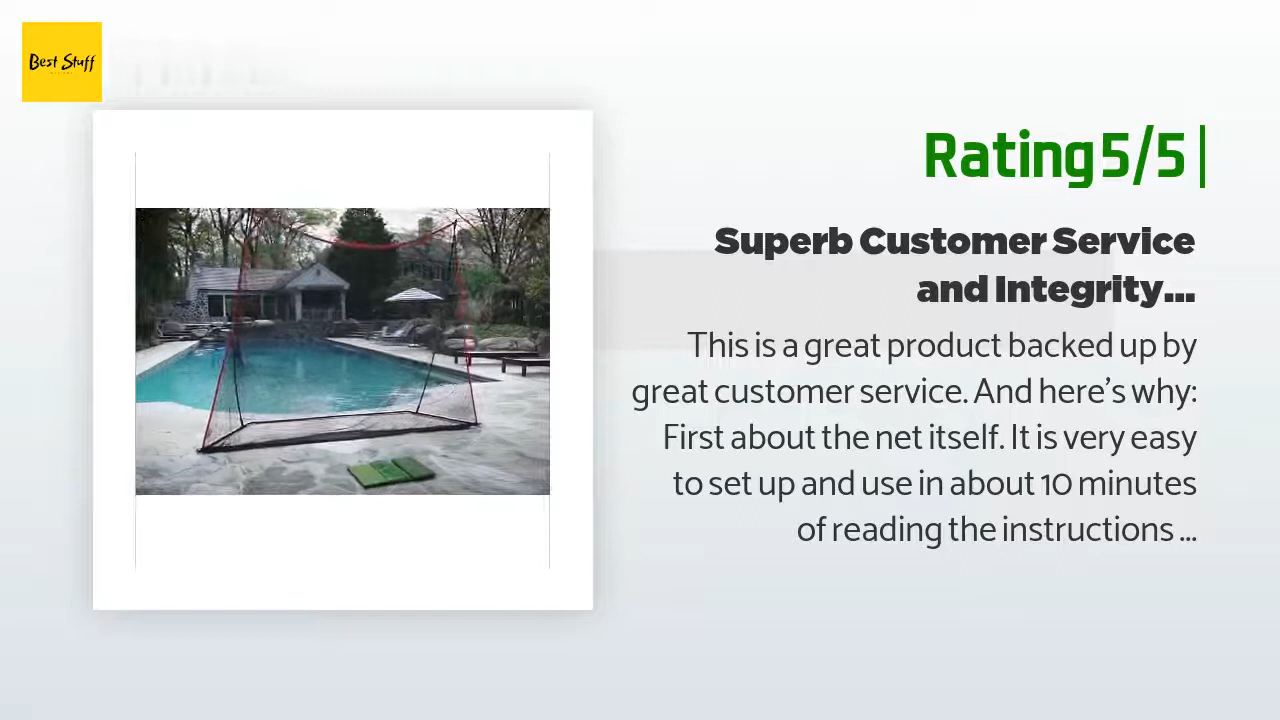 Best Stuff
Rating 5/5
Superb Customer Service
and Integrity...
This is a great product backed up by
great customer service. And here's why:
First about the net itself. It is very easy
to set up and use in about 10 minutes
of reading the instructions ...